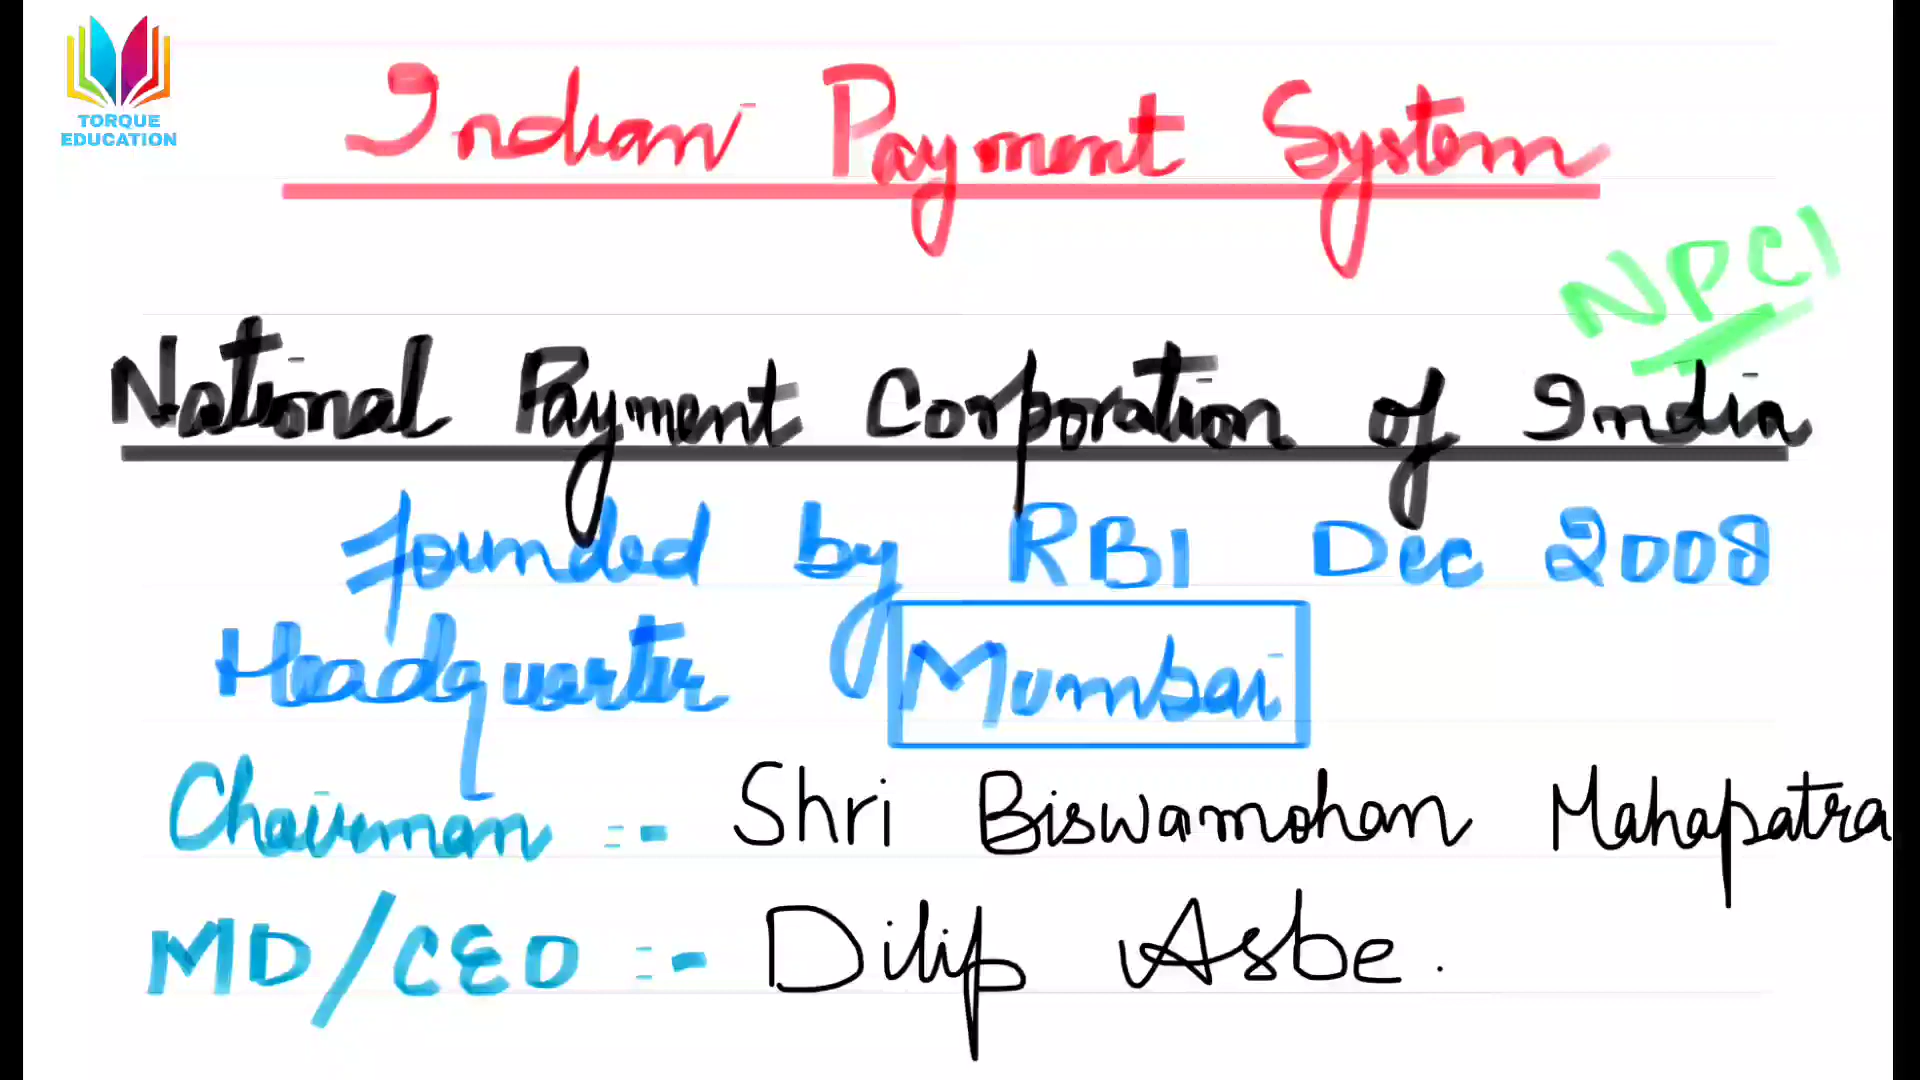 TORQUE
EDUCATION
Indian Payment System
NPCI
National Payment Corporation of India
founded by RBI Dec 2008
Headquarter Mumbai
Chairman :- Shri Biswamohan Mahapatra
MD/CEO :- Dilip Asbe.